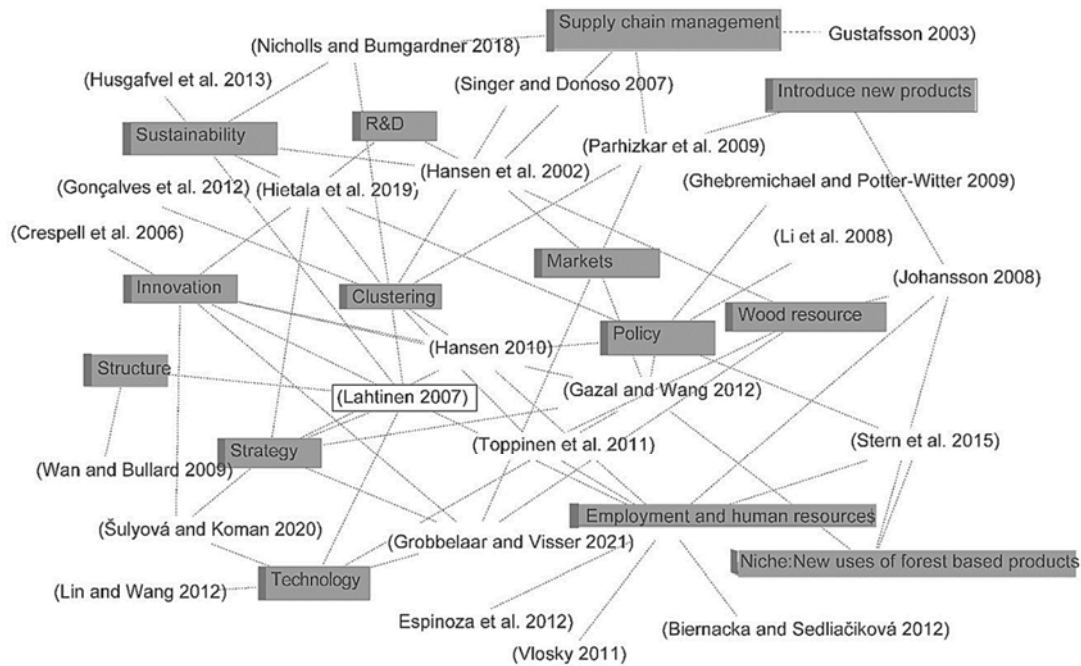 Supply chain management
Gustafsson 2003)
(Nicholls and Bumgardner 2018)
(Husgafvel et al. 2013)
(Singer and Donoso 2007)
Introduce new products
R&D
Sustainability
(Parhizkar et al. 2009)
(Hansen et al. 2002)
(Gonçalves et al. 2012)
(Hietala et al. 2019)
(Ghebremichael and Potter-Witter 2009)
(Crespell et al. 2006)
(Li et al. 2008)
Markets
(Johansson 2008)
Innovation
Clustering
Wood resource
Policy
(Hansen 2010)
Structure
(Lahtinen 2007)
(Gazal and Wang 2012)
(Toppinen et al. 2011)
(Stern et al. 2015)
Strategy
(Wan and Bullard 2009)
Employment and human resources
(Šulyová and Koman 2020)
(Grobbelaar and Visser 2021)
Niche:New uses of forest based products
Technology
(Lin and Wang 2012)
Espinoza et al. 2012)
(Biernacka and Sedliačiková 2012)
(Vlosky 2011)